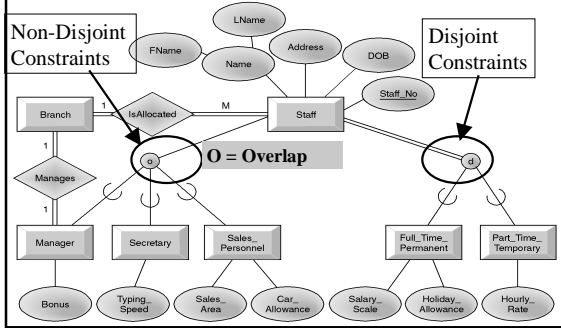 Non-Disjoint
Constraints
LName
FName
Name
Address
DOB
Staff_No
Disjoint
Constraints
Branch
1
IsAllocated
M
Staff
1
Manages
1
o
O = Overlap
d
Manager
Secretary
Sales_
Personnel
Full_Time_
Permanent
Part_Time_
Temporary
Bonus
Typing_
Speed
Sales_
Area
Car_
Allowance
Salary_
Scale
Holiday_
Allowance
Hourly_
Rate